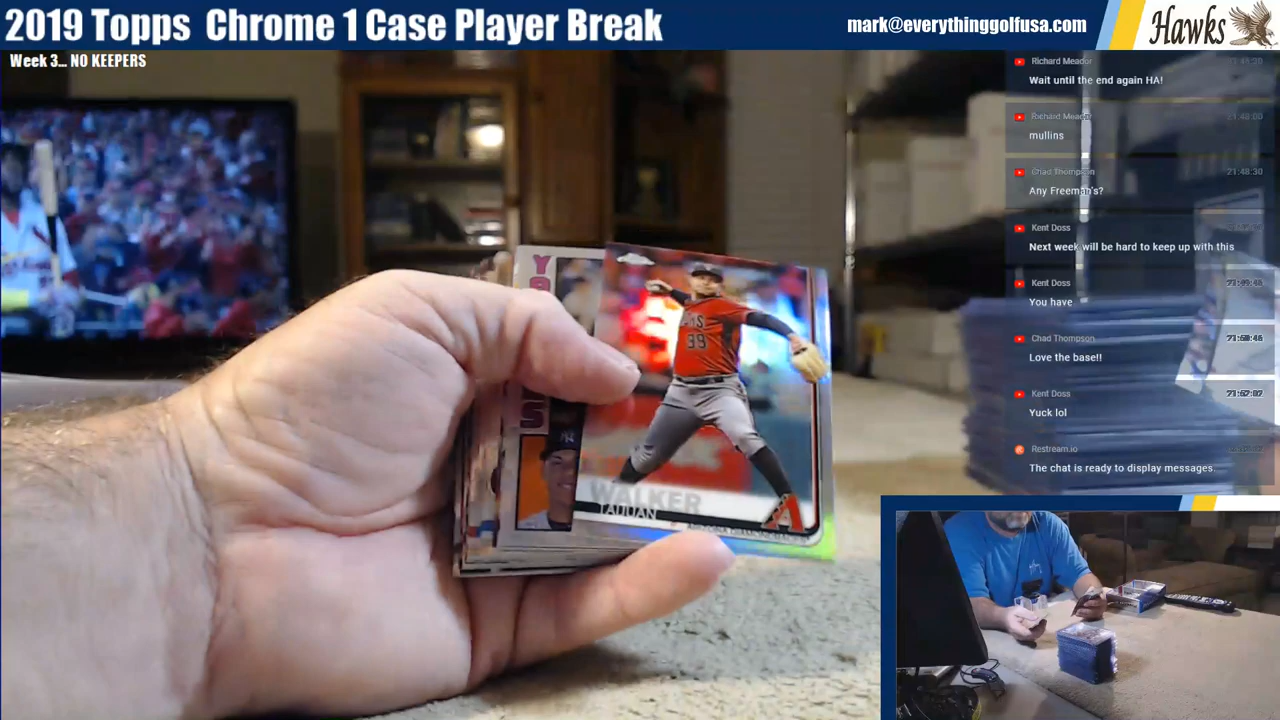 2019 Topps Chrome 1 Case Player Break
mark@everythinggolfusa.com
Hawks
Week 3... NO KEEPERS
Richard Meador
Wait until the end again HA!
Richard Meador 21:48:00
mullins
Chad Thompson 21:48:30
Any Freeman's?
Kent Doss
Next week will be hard to keep up with this
Kent Doss
You have
Chad Thompson
Love the base!!
Kent Doss
Yuck lol
Restream.io
The chat is ready to display messages.
99
WALKER
TAIJUAN
A